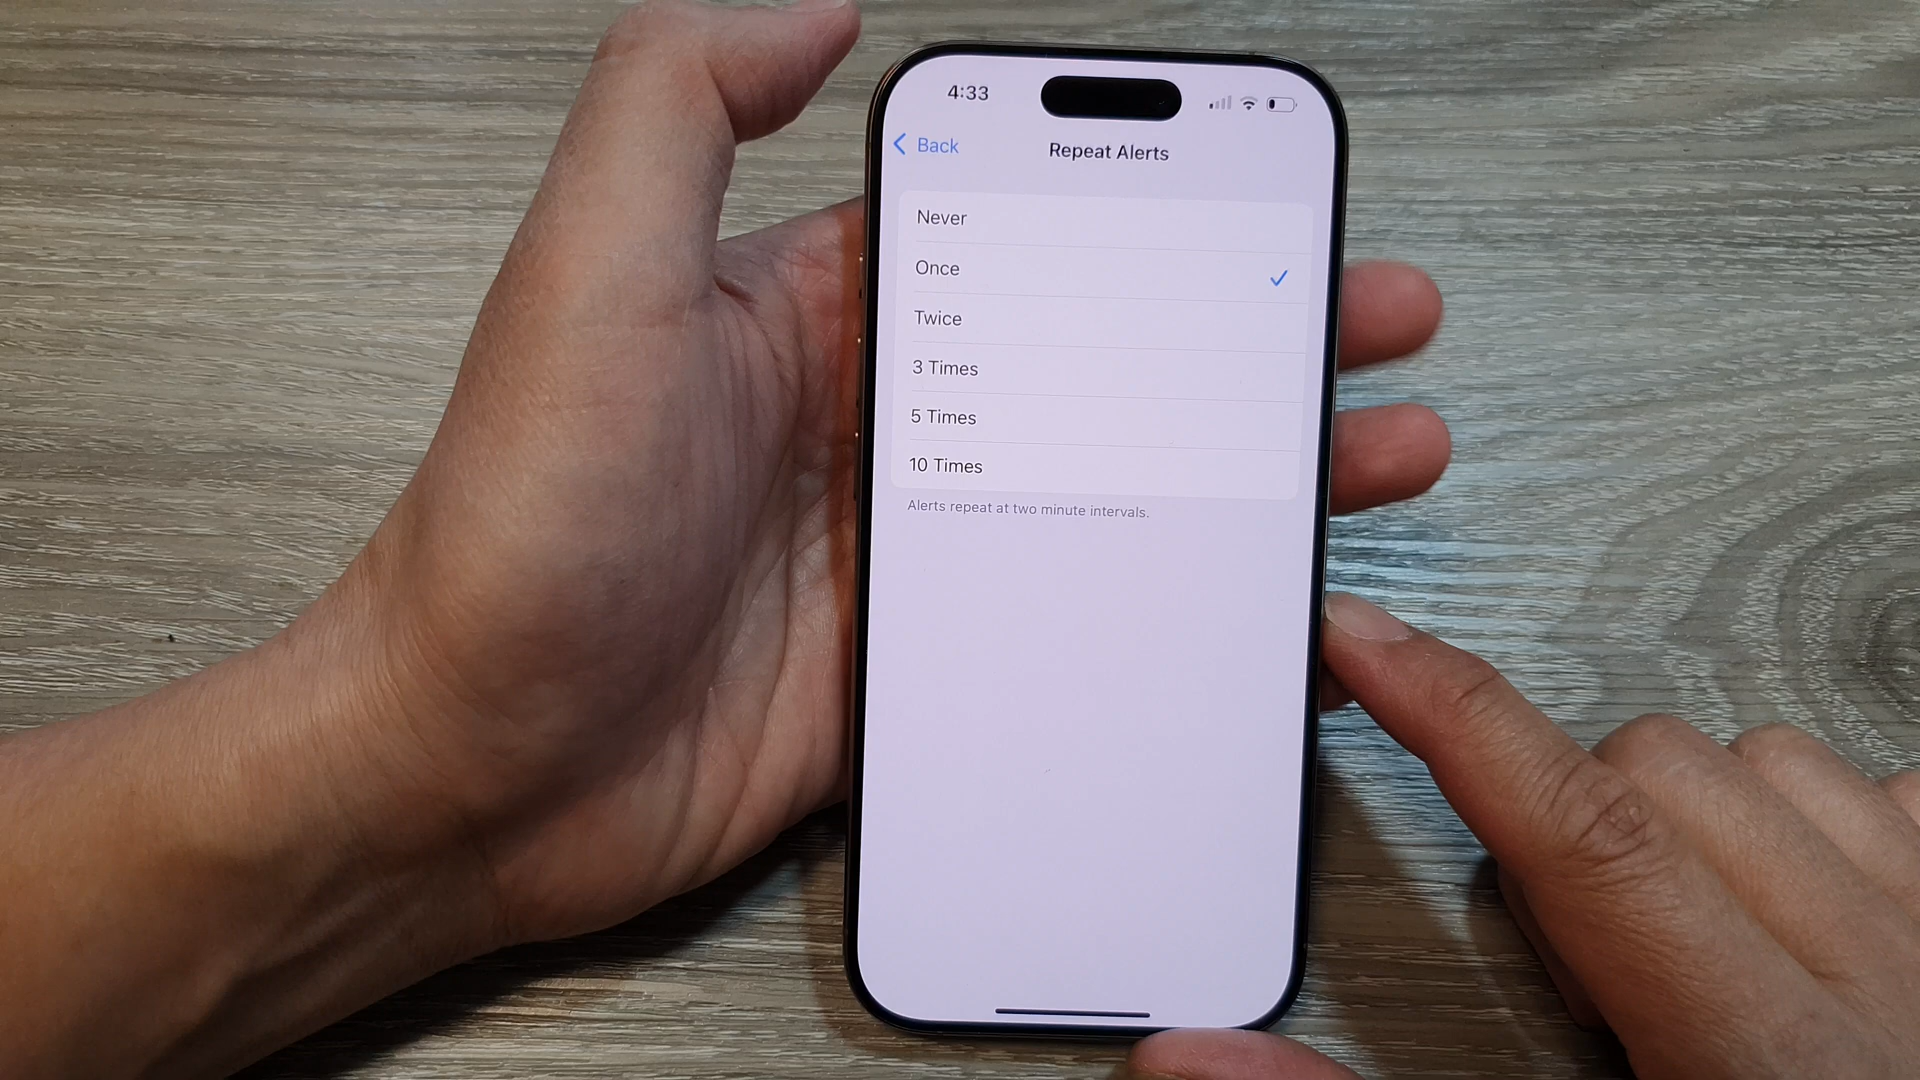 4:33
Back
Repeat Alerts
Never
Once
Twice
3 Times
5 Times
10 Times
Alerts repeat at two minute intervals.